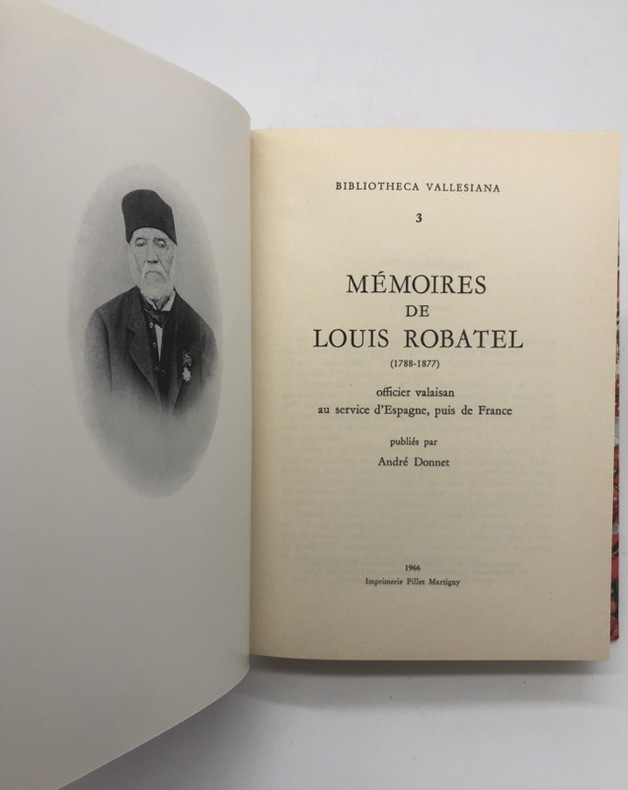 BIBLIOTHECA VALLESIANA
3
MÉMOIRES
DE
LOUIS ROBATEL
(1788-1877)
officier valaisan
au service d'Espagne, puis de France
publiés par
André Donnet
1966
Imprimerie Pillet Martigny